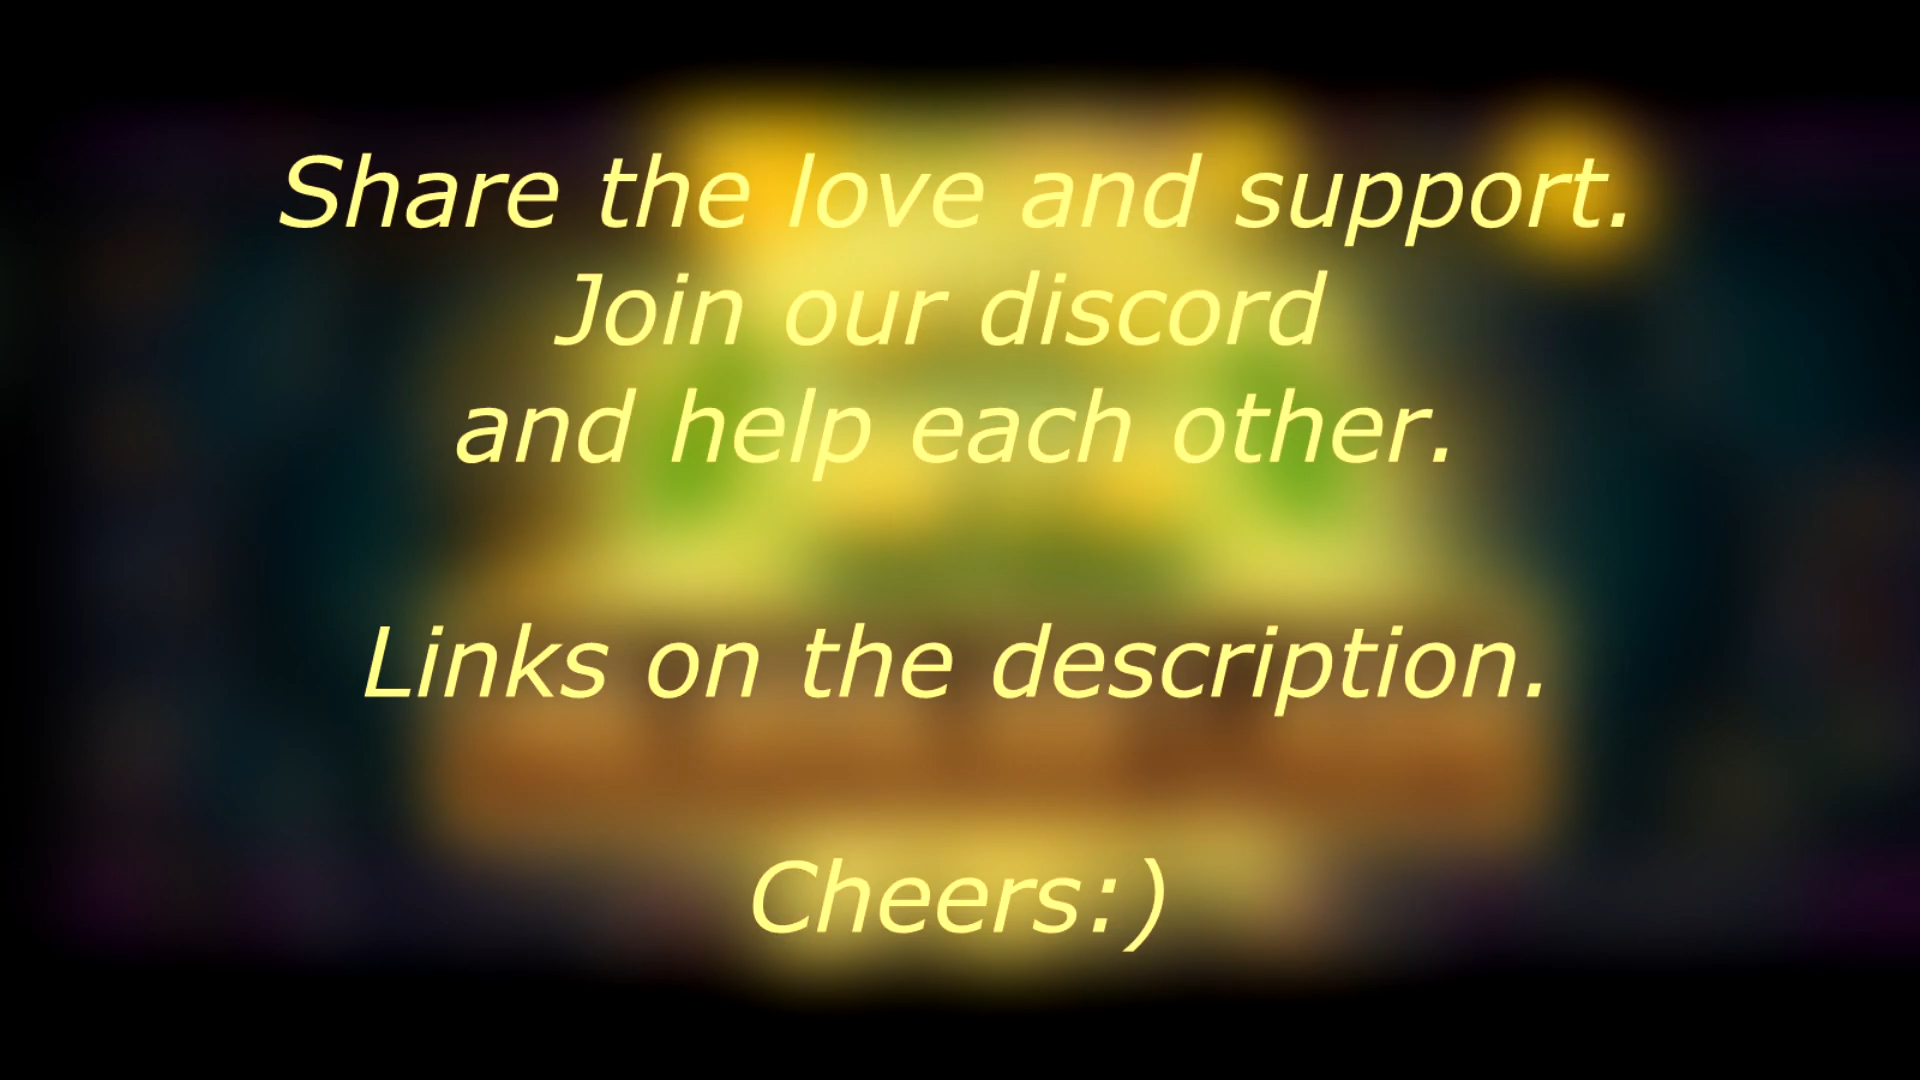 Share the love and support.
Join our discord
and help each other.
Links on the description.
Cheers:)